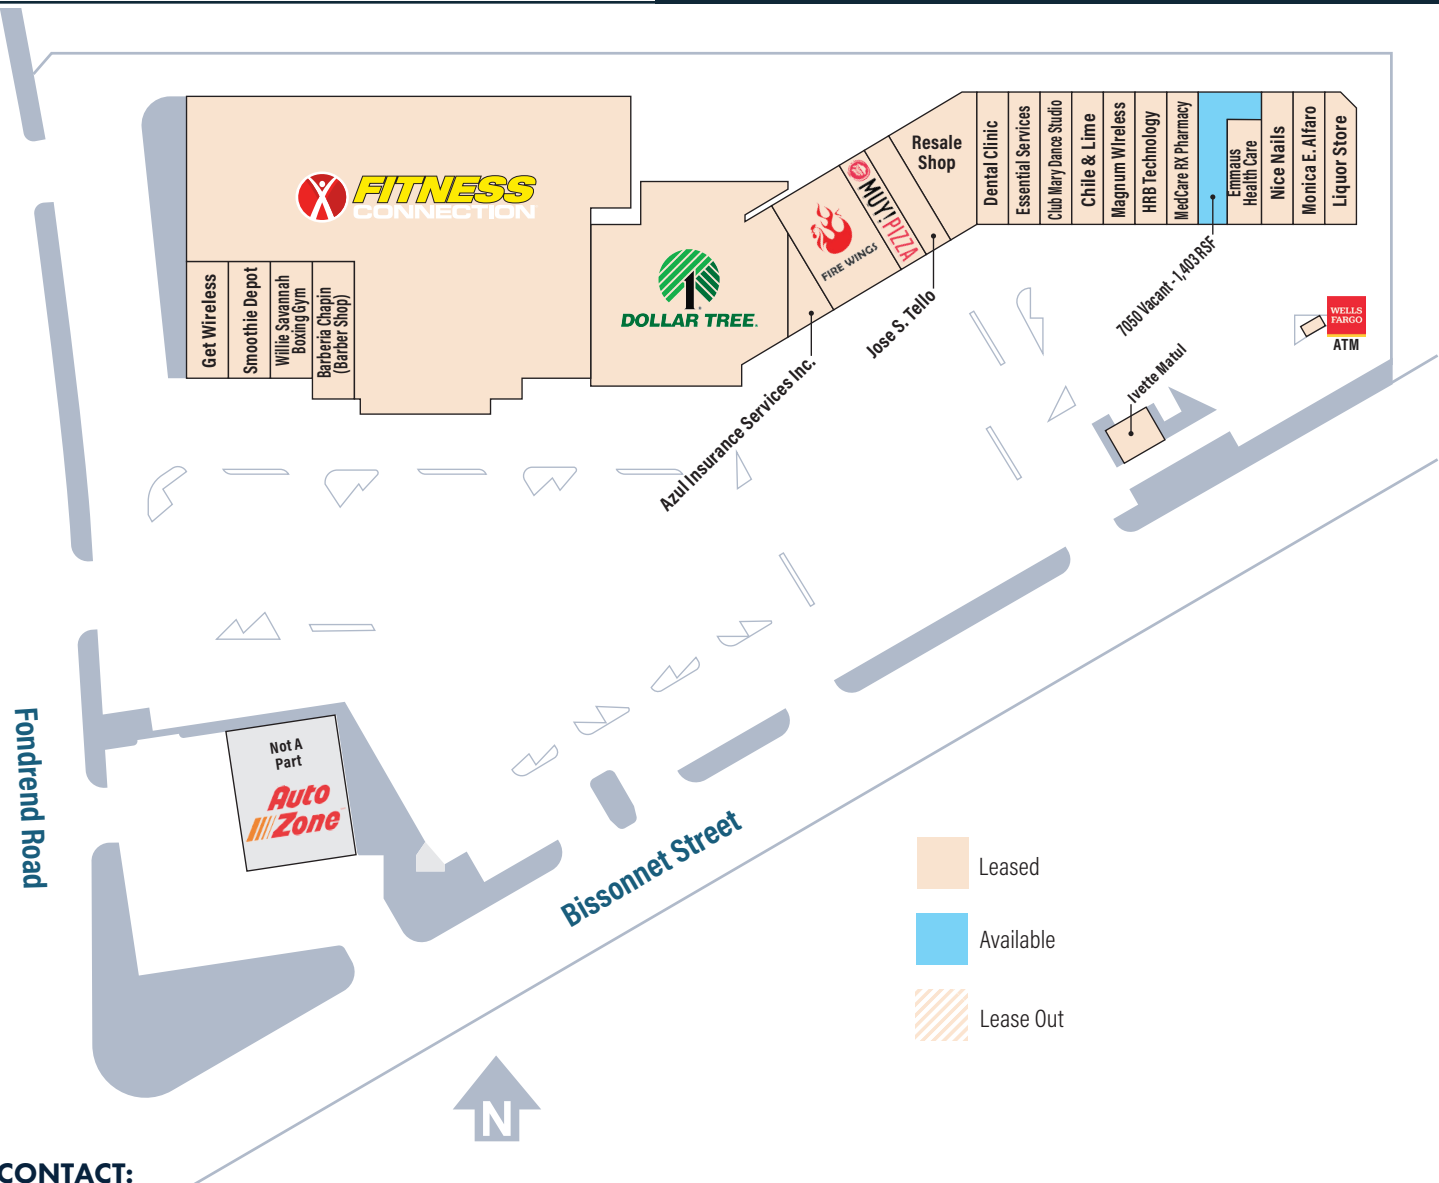 FITNESS
CONNECTION
Get Wireless
Smoothie Depot
Willie Savannah
Boxing Gym
Barberia Chapin
(Barber Shop)
1
DOLLAR TREE.
Azul Insurance Services Inc.
FIRE WINGS
MUY! PIZZA
Jose S. Tello
Resale
Shop
Dental Clinic
Essential Services
Club Mary Dance Studio
Chile & Lime
Magnum WIreless
HRB Technology
MedCare RX Pharmacy
7050 Vacant - 1,403 RSF
Emmaus
Health Care
Nice Nails
Monica E. Alfaro
Liquor Store
WELLS
FARGO
ATM
Ivette Matul
Fondrend Road
Not A
Part
Auto
Zone
Bissonnet Street
Leased
Available
Lease Out
N
CONTACT: